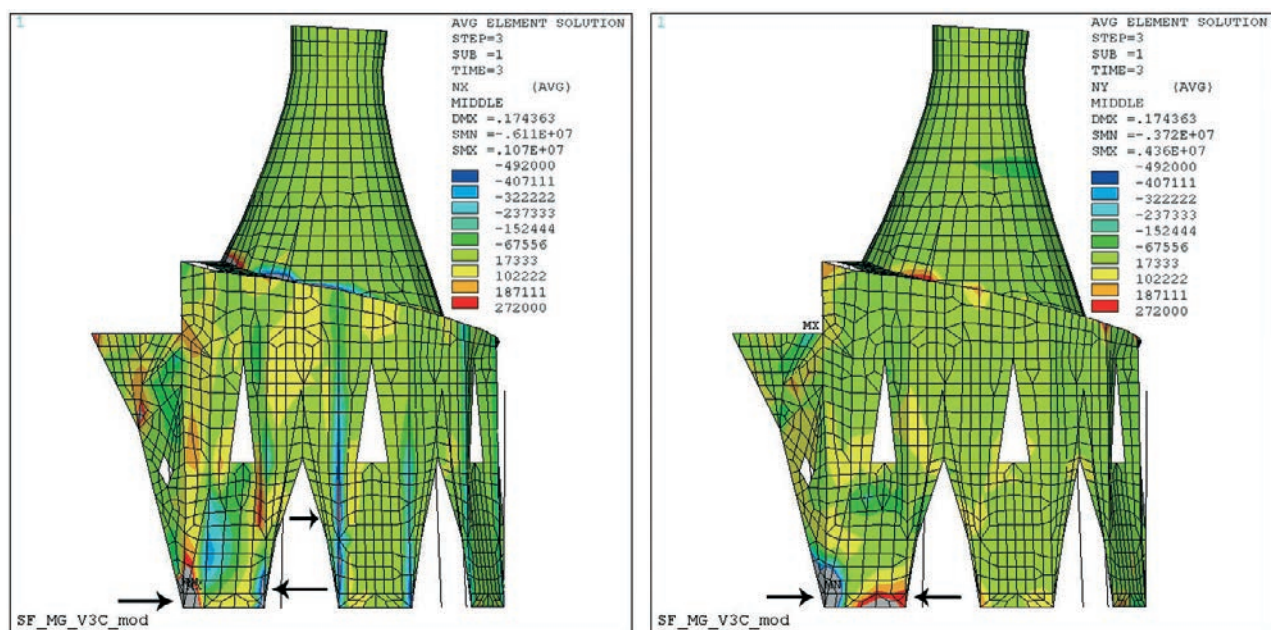 1
AVG ELEMENT SOLUTION
STEP=3
SUB =1
TIME=3
NX (AVG)
MIDDLE
DMX =.174363
SMN =-.611E+07
SMX =.107E+07
-492000
-407111
-322222
-237333
-152444
-67556
17333
102222
187111
272000
SF_MG_V3C_mod
1
AVG ELEMENT SOLUTION
STEP=3
SUB =1
TIME=3
NY (AVG)
MIDDLE
DMX =.174363
SMN =-.372E+07
SMX =.436E+07
-492000
-407111
-322222
-237333
-152444
-67556
17333
102222
187111
272000
MX
MN
SF_MG_V3C_mod